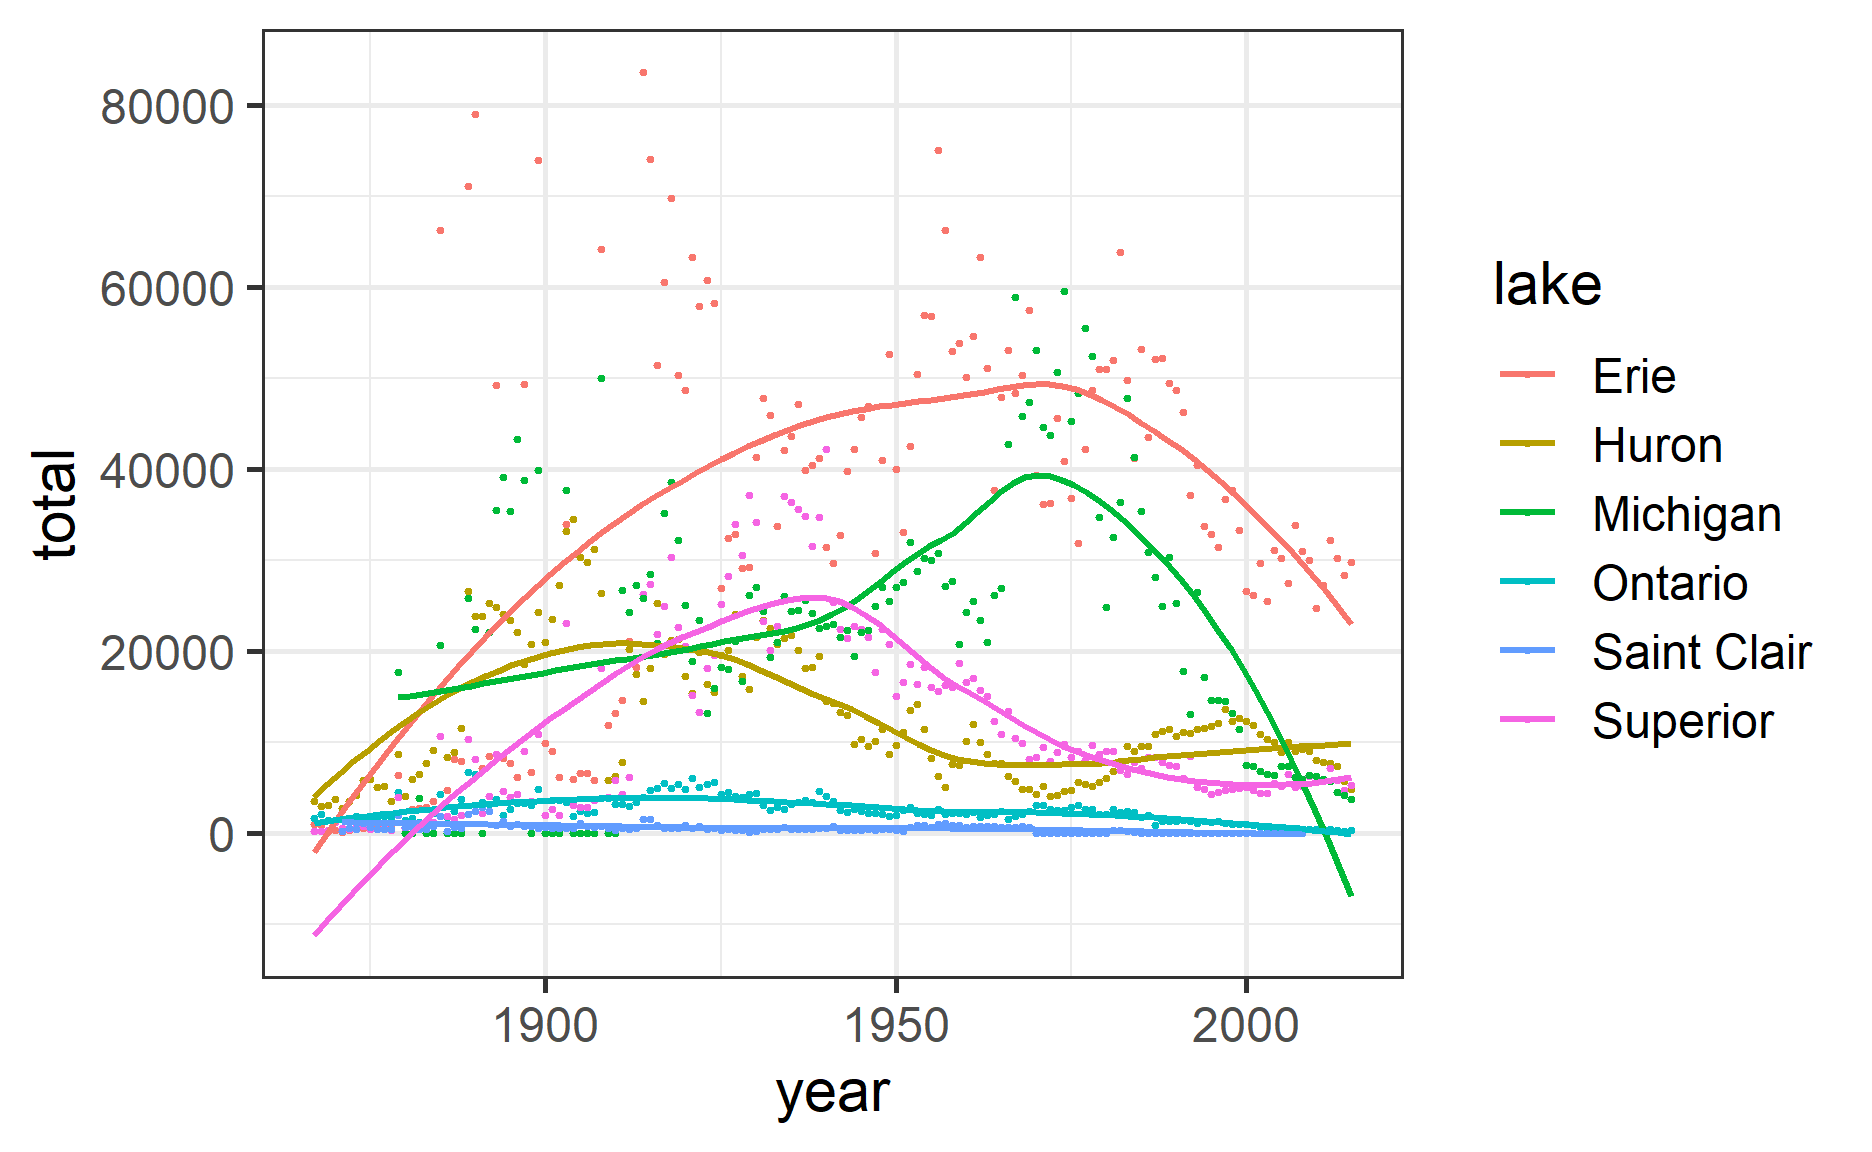 total
80000
60000
40000
20000
0
1900 1950 2000
year
lake
Erie
Huron
Michigan
Ontario
Saint Clair
Superior